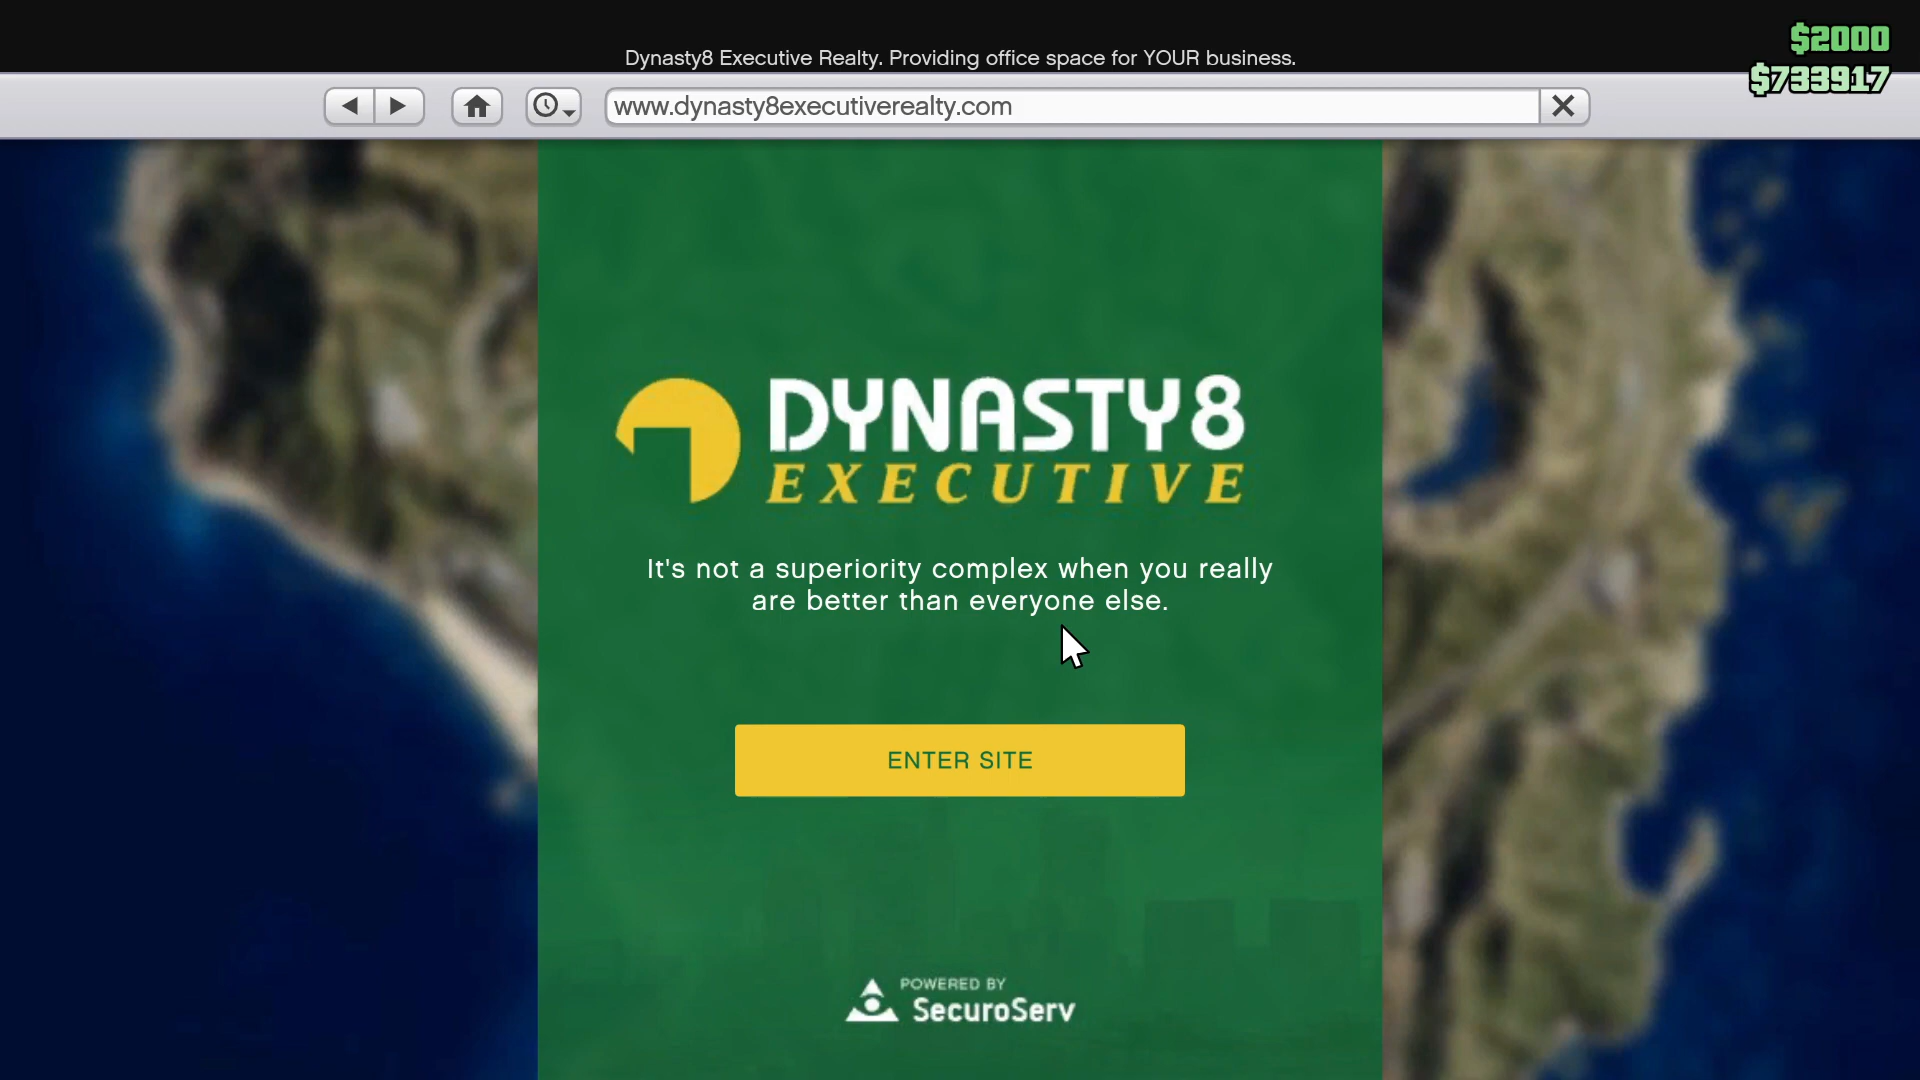 Dynasty8 Executive Realty. Providing office space for YOUR business.
$2000
$733917
www.dynasty8executiverealty.com
DYNASTY8
EXECUTIVE
It's not a superiority complex when you really
are better than everyone else.
ENTER SITE
POWERED BY
SecuroServ